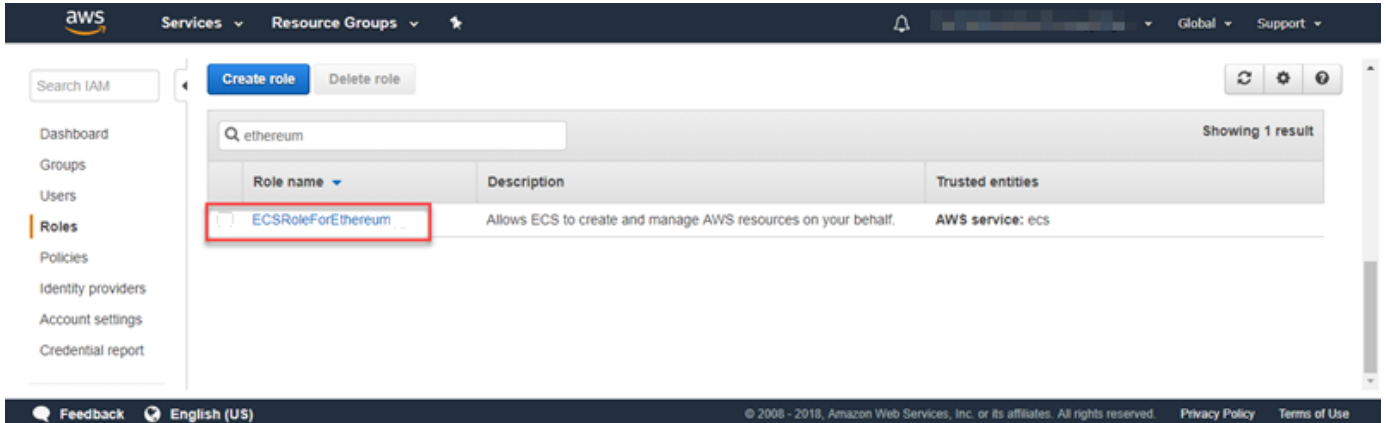 aws Services Resource Groups Global Support
Search IAM
Create role Delete role
Dashboard
Groups
Users
Roles
Policies
Identity providers
Account settings
Credential report
ethereum Showing 1 result
Role name Description Trusted entities
ECSRoleForEthereum Allows ECS to create and manage AWS resources on your behalf. AWS service: ecs
Feedback English (US) © 2008 - 2018, Amazon Web Services, Inc. or its affiliates. All rights reserved. Privacy Policy Terms of Use